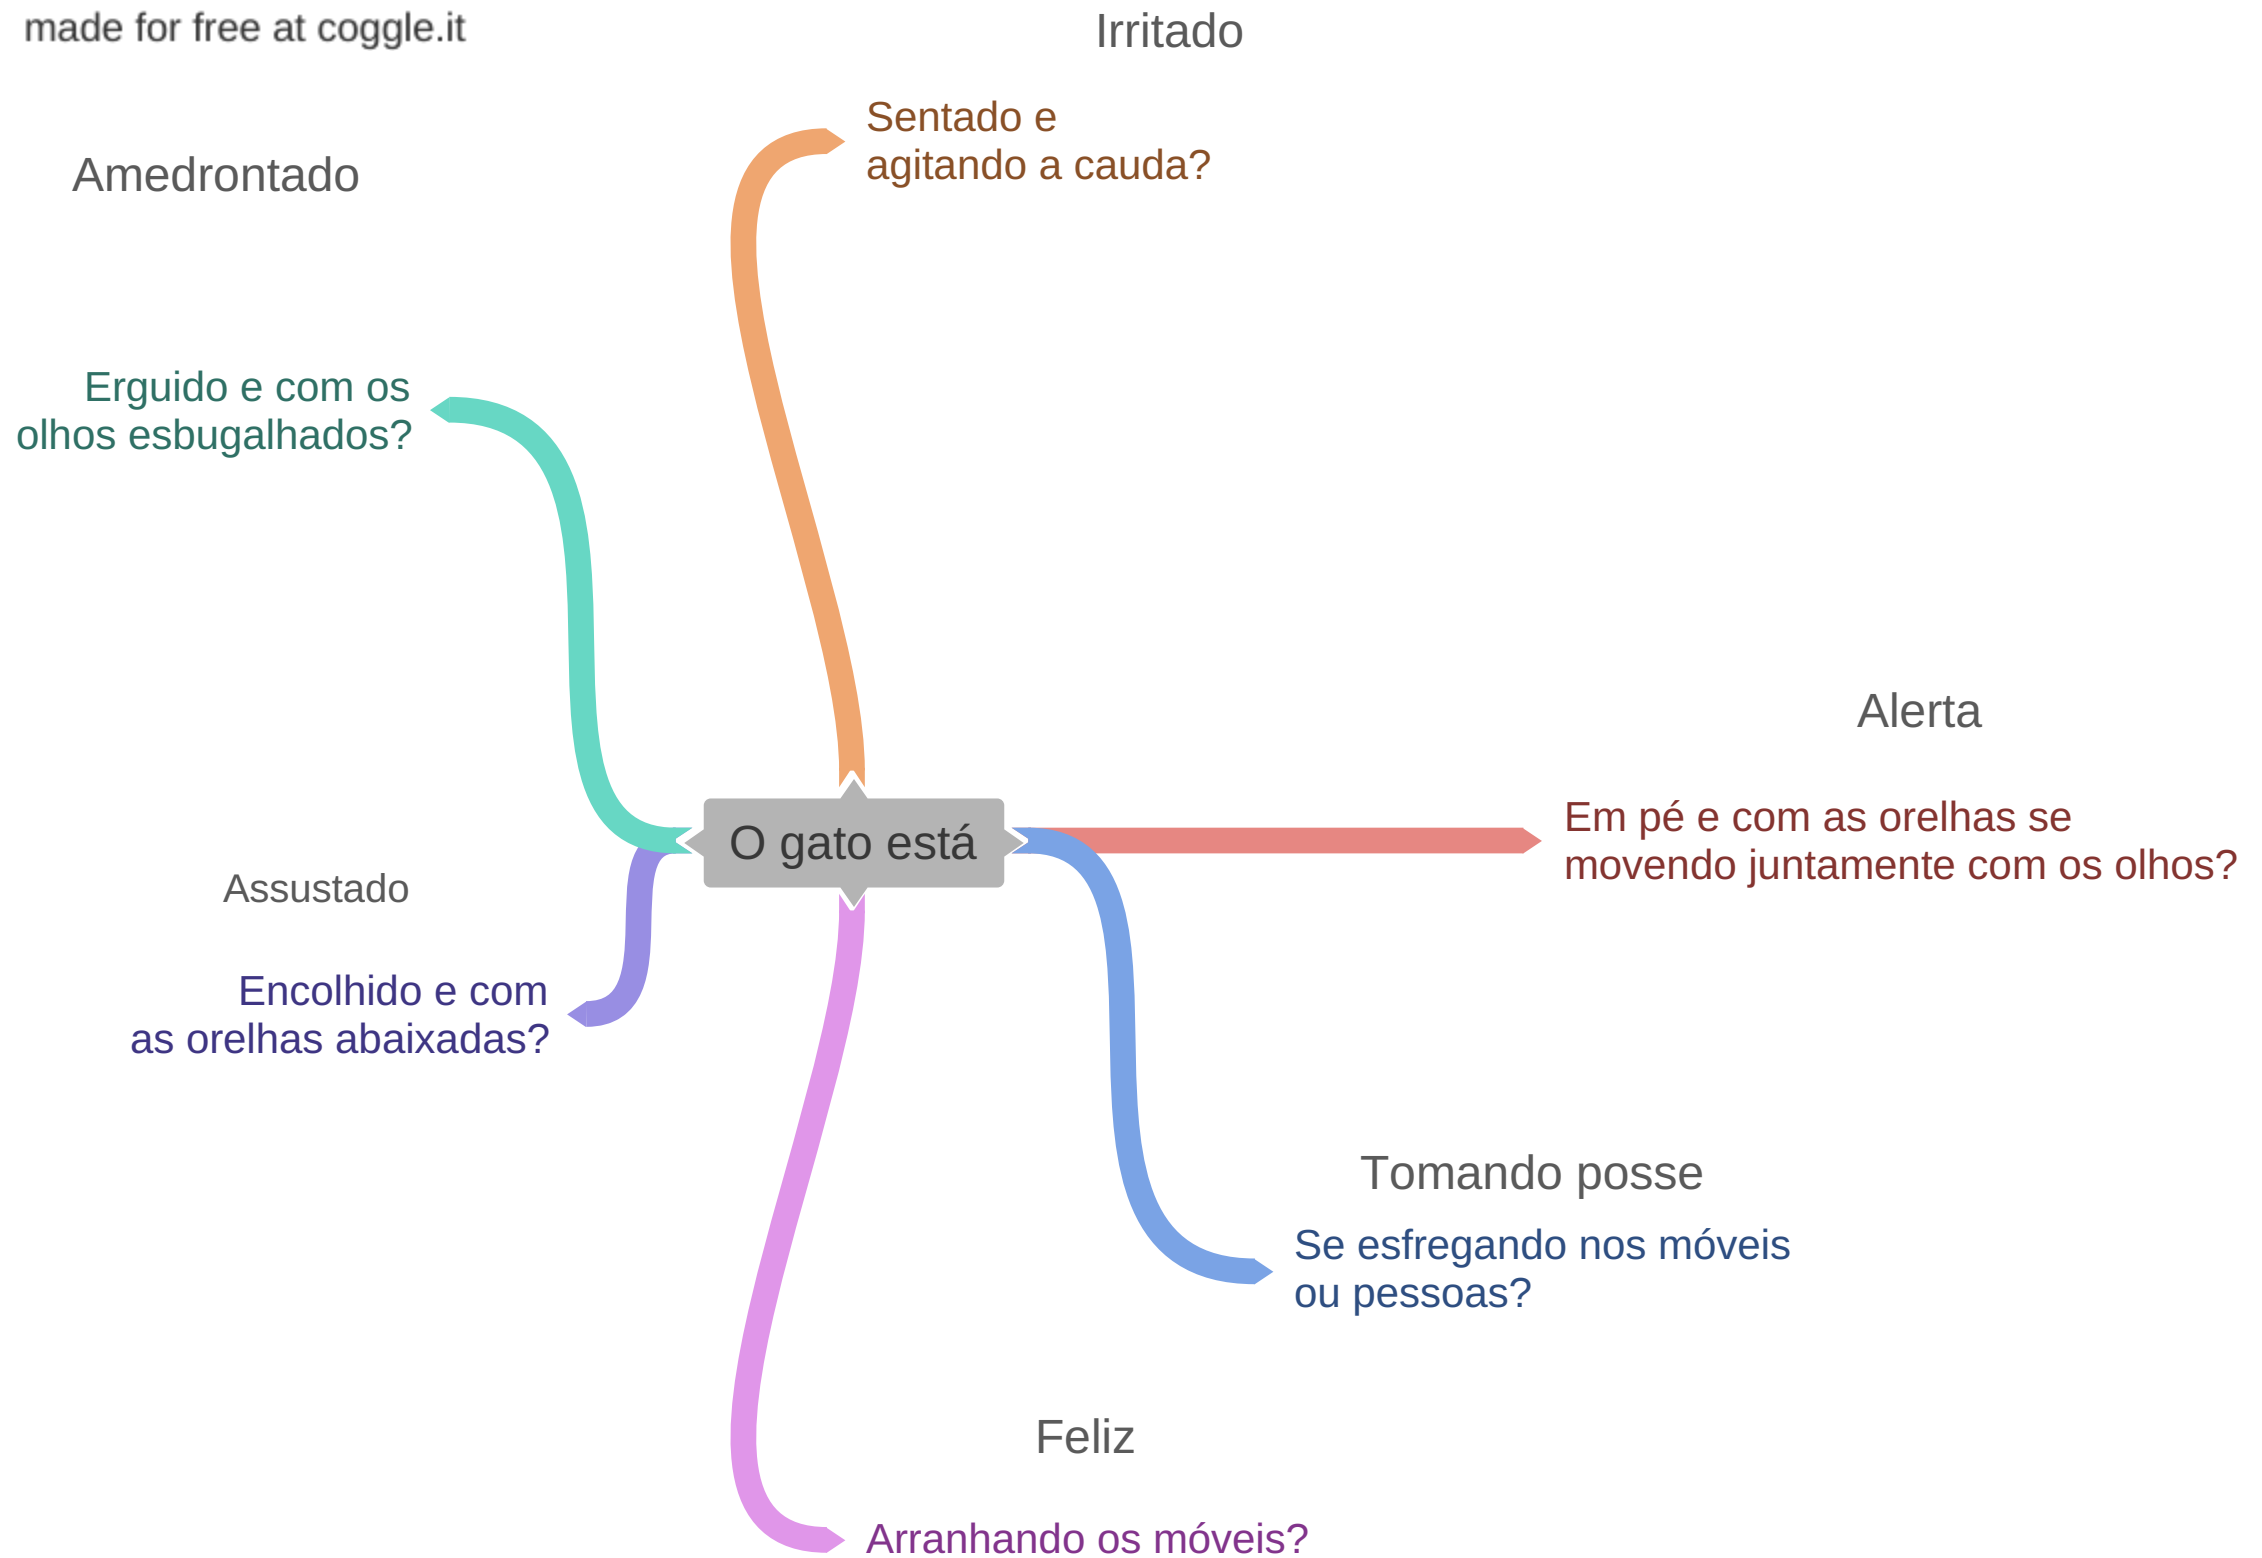 made for free at coggle.it
Irritado
Sentado e
agitando a cauda?
Amedrontado
Erguido e com os
olhos esbugalhados?
Alerta
O gato está
Em pé e com as orelhas se
movendo juntamente com os olhos?
Assustado
Encolhido e com
as orelhas abaixadas?
Tomando posse
Se esfregando nos móveis
ou pessoas?
Feliz
Arranhando os móveis?